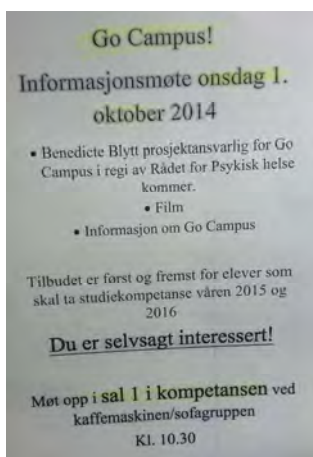 Go Campus!
Informasjonsmøte onsdag 1.
oktober 2014
• Benedicte Blytt prosjektansvarlig for Go
Campus i regi av Rådet for Psykisk helse
kommer.
• Film
• Informasjon om Go Campus
Tilbudet er først og fremst for elever som
skal ta studiekompetanse våren 2015 og
2016
Du er selvsagt interessert!
Møt opp i sal 1 i kompetansen ved
kaffemaskinen/sofagruppen
Kl. 10.30